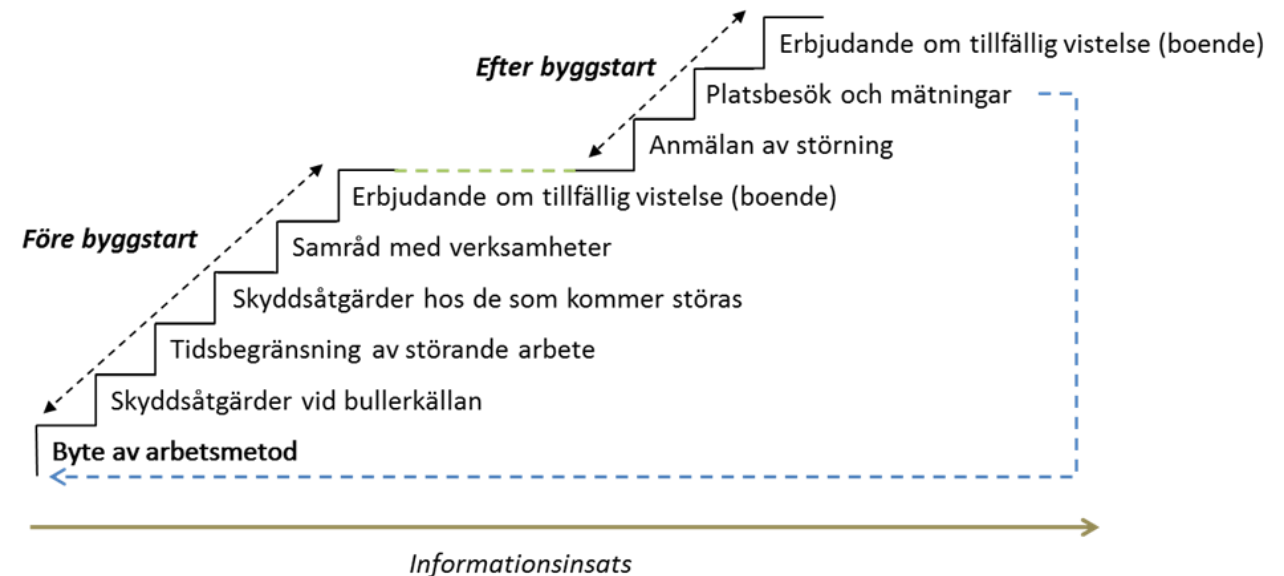 Erbjudande om tillfällig vistelse (boende)
Efter byggstart
Platsbesök och mätningar
Anmälan av störning
Erbjudande om tillfällig vistelse (boende)
Före byggstart
Samråd med verksamheter
Skyddsåtgärder hos de som kommer störas
Tidsbegränsning av störande arbete
Skyddsåtgärder vid bullerkällan
Byte av arbetsmetod
Informationsinsats